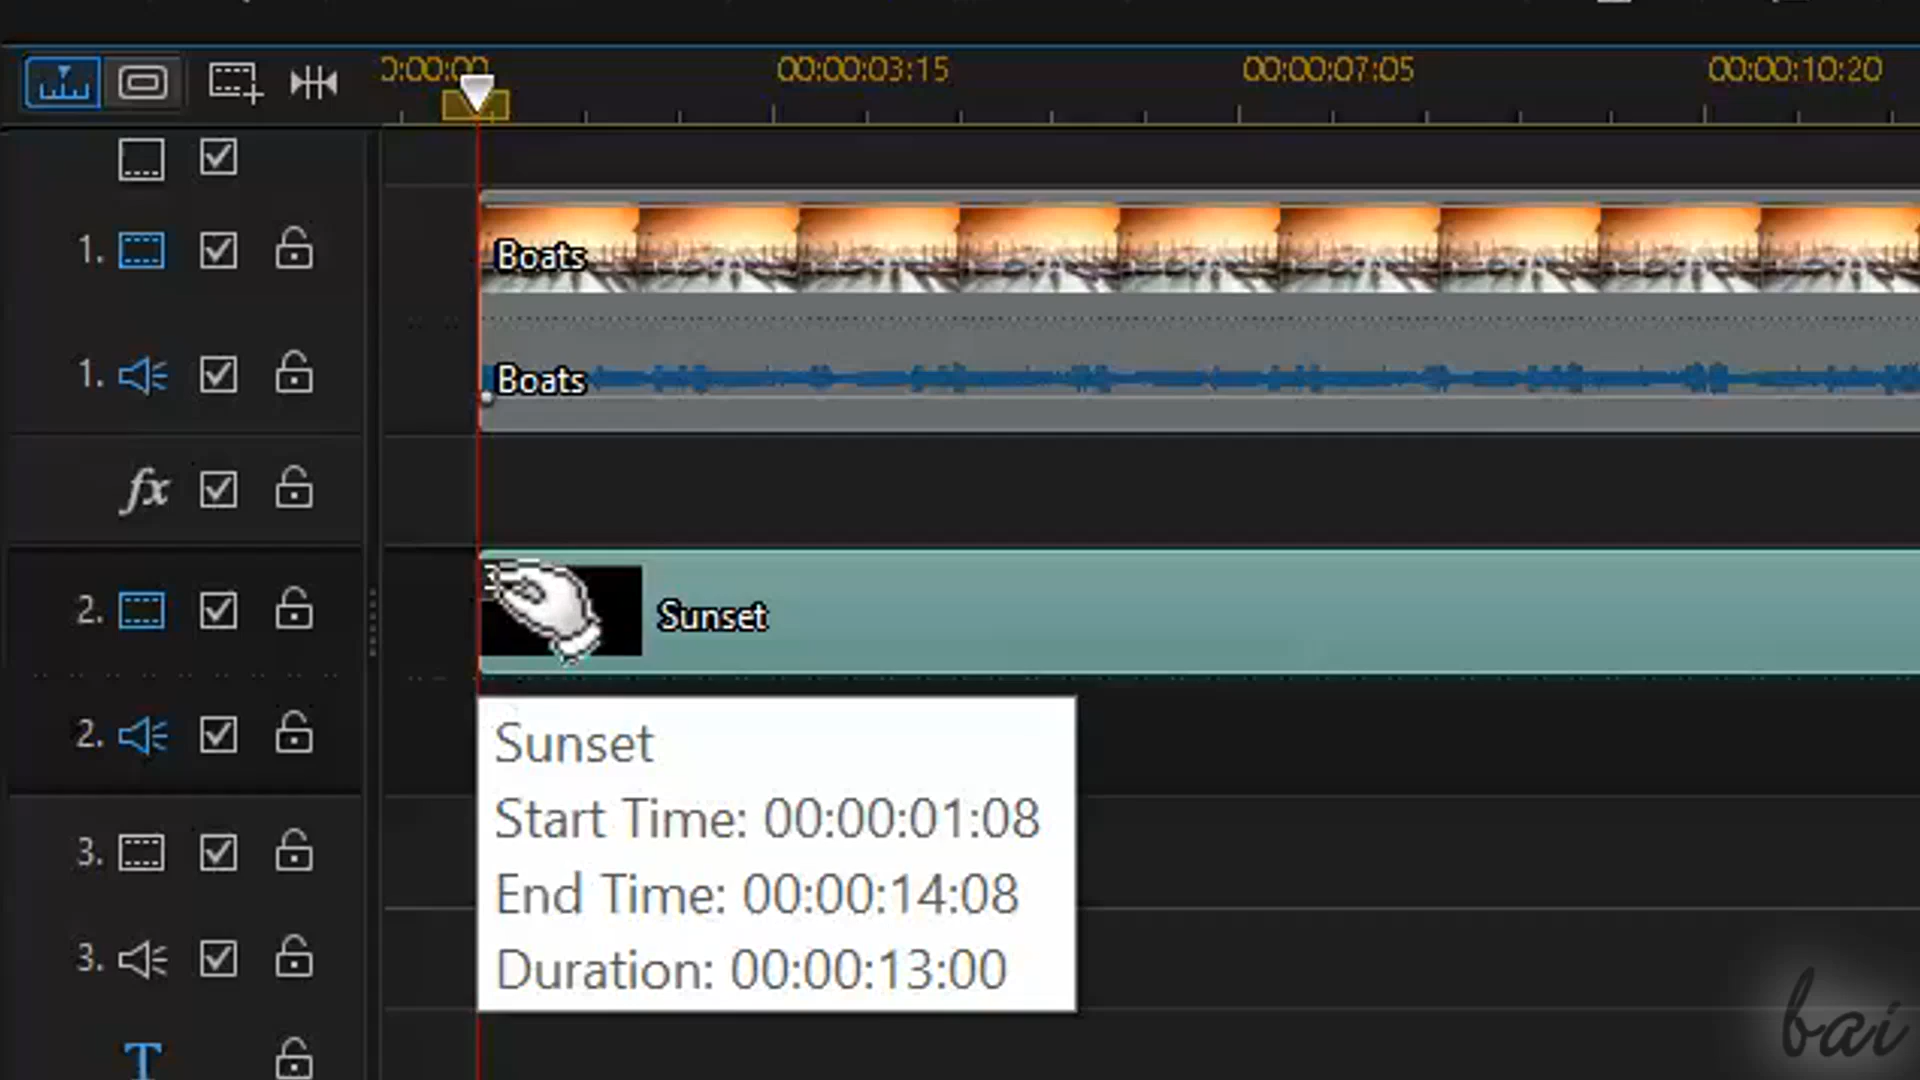 00:00:03:15
00:00:07:05
00:00:10:20
1.
Boats
1.
Boats
fx
2.
Sunset
2.
Sunset
Start Time: 00:00:01:08
End Time: 00:00:14:08
Duration: 00:00:13:00
3.
3.
T
bai